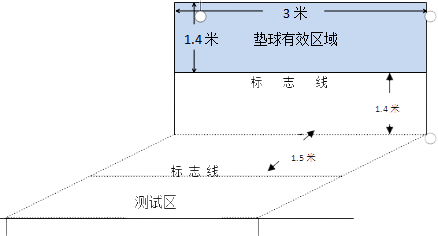 3米
1.4米
垫球有效区域
标 志 线
1.4米
1.5米
标 志 线
测试区